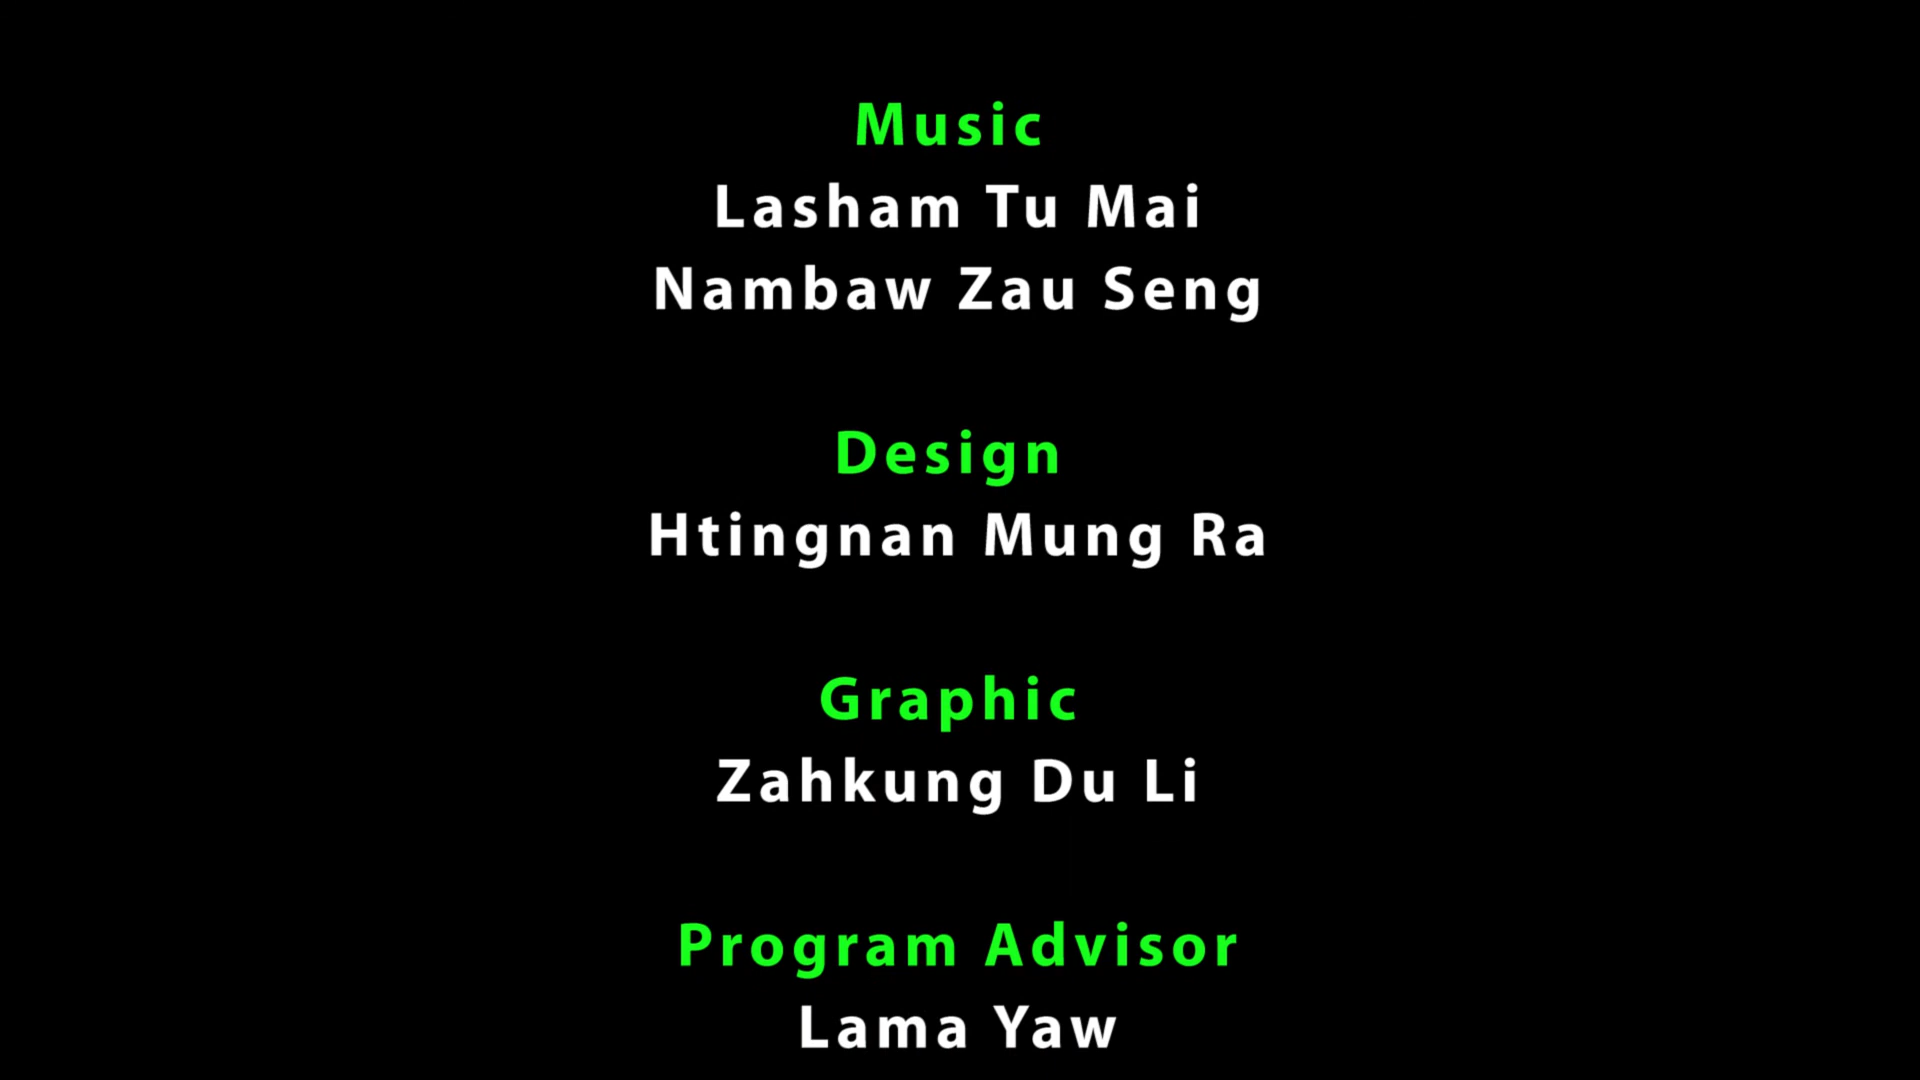 Music
Lasham Tu Mai
Nambaw Zau Seng
Design
Htingnan Mung Ra
Graphic
Zahkung Du Li
Program Advisor
Lama Yaw